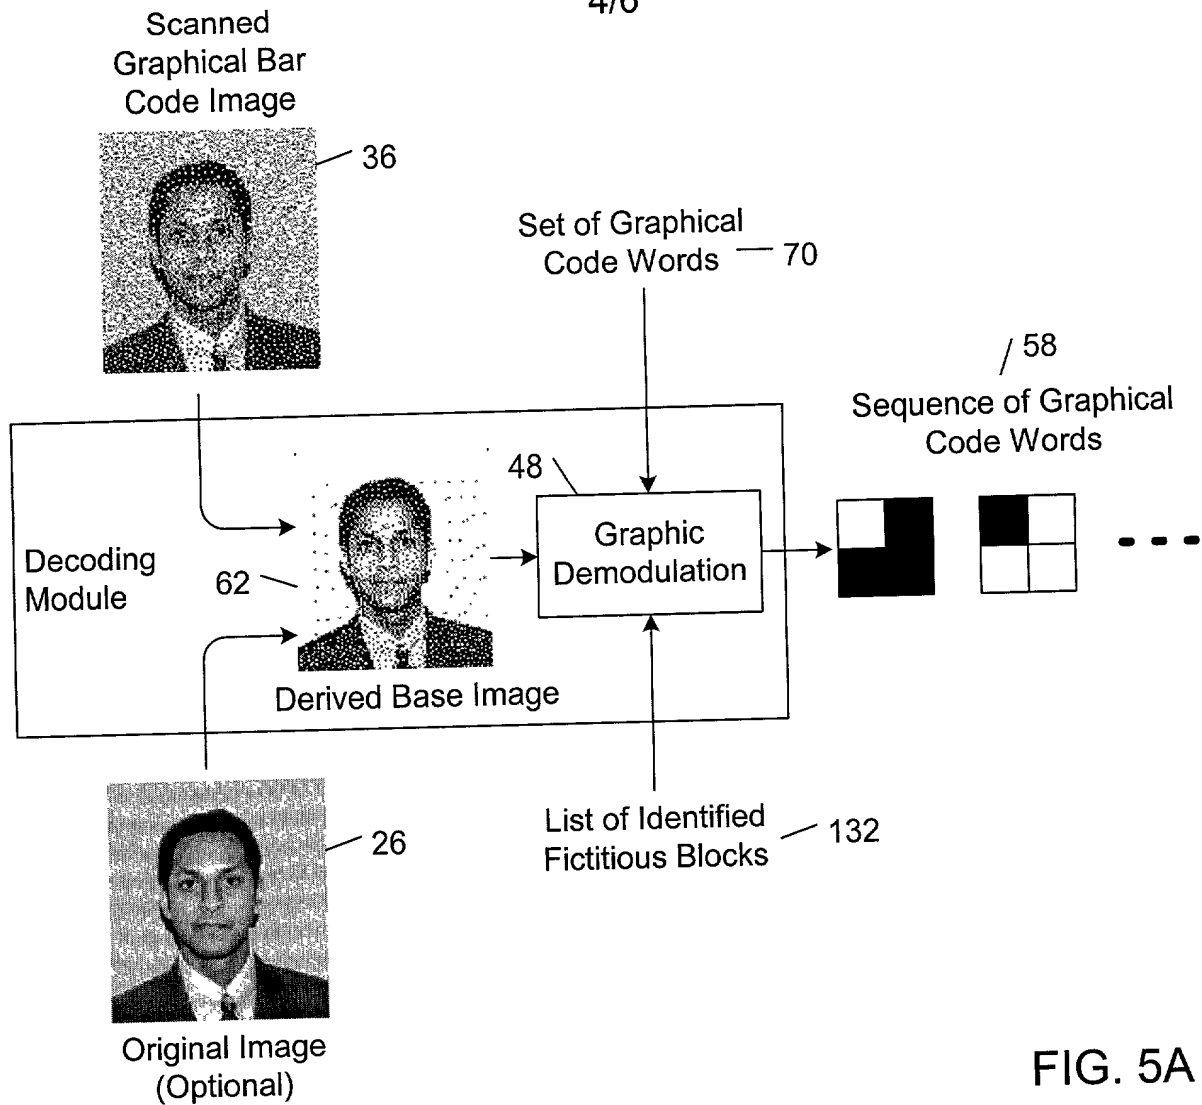 4/6
Scanned
Graphical Bar
Code Image
36
Set of Graphical
Code Words
70
58
Sequence of Graphical
Code Words
48
Decoding
Module
62
Graphic
Demodulation
Derived Base Image
26
List of Identified
Fictitious Blocks
132
Original Image
(Optional)
FIG. 5A